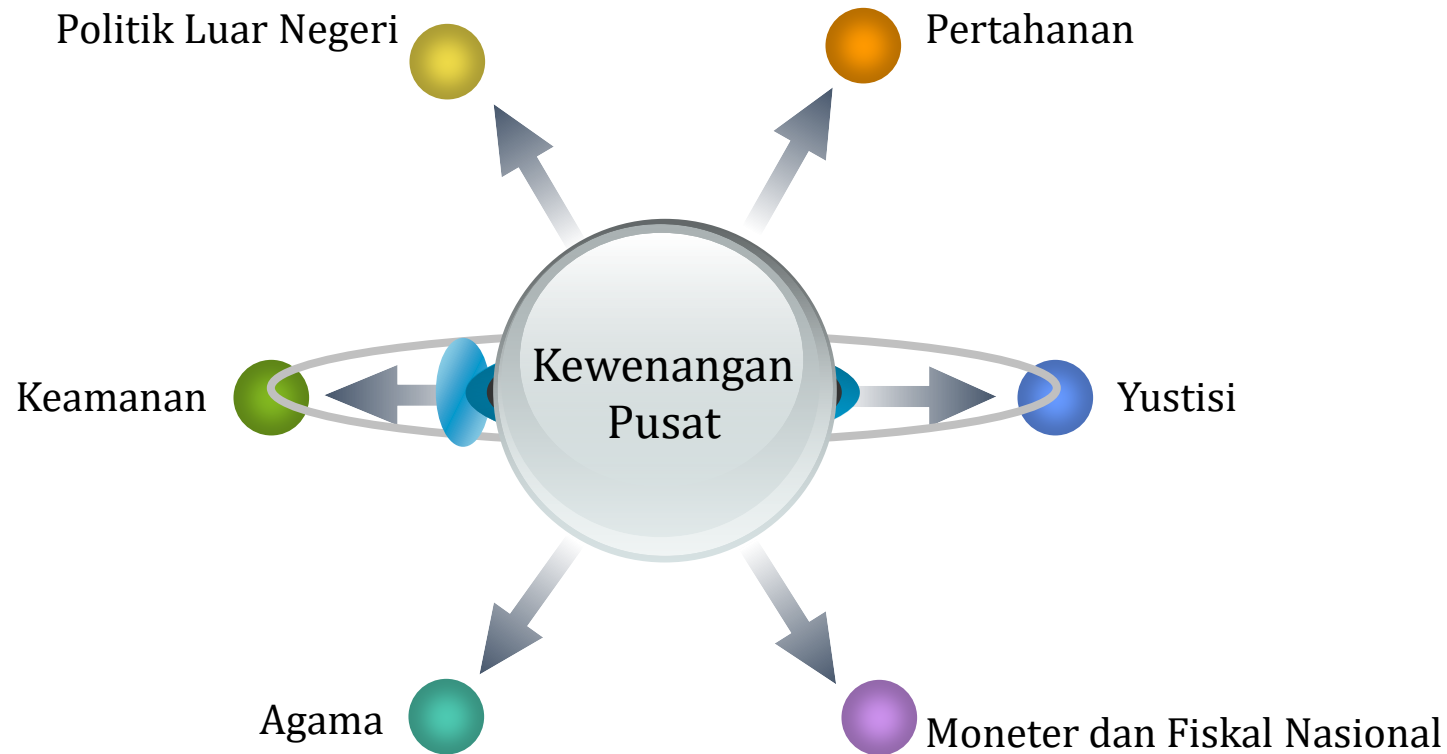 Politik Luar Negeri
Pertahanan
Keamanan
Kewenangan
Pusat
Yustisi
Agama
Moneter dan Fiskal Nasional